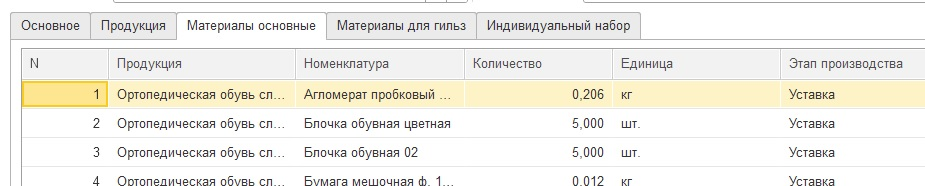 Основное Продукция Материалы основные Материалы для гильз Индивидуальный набор
N Продукция Номенклатура Количество Единица Этап производства
1 Ортопедическая обувь сл... Агломерат пробковый ... 0,206 кг Уставка
2 Ортопедическая обувь сл... Блочка обувная цветная 5,000 шт. Уставка
3 Ортопедическая обувь сл... Блочка обувная 02 5,000 шт. Уставка
4 Ортопедическая обувь сл... Бумага мешочная ф. 1... 0,012 кг Уставка